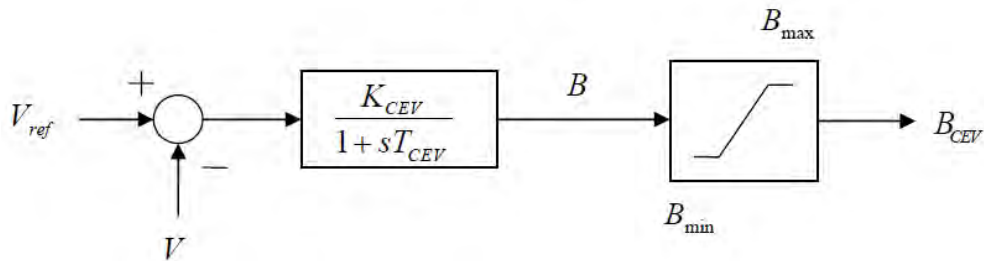 B_max
+
V_ref
K_CEV
1 + sT_CEV
B
B_CEV
−
B_min
V